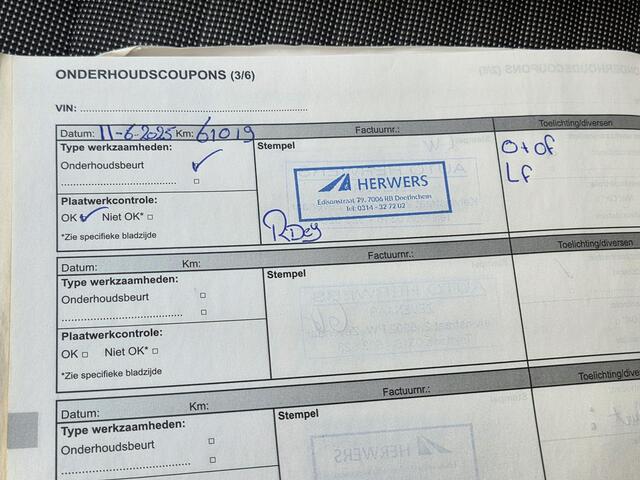 ONDERHOUDSCOUPONS (3/6)
VIN:
Datum: 11-6-2025 Km: 61019 Factuurnr.: Toelichting/diversen
Type werkzaamheden:
Onderhoudsbeurt
Plaatwerkcontrole:
OK Niet OK*
*Zie specifieke bladzijde
Stempel
HERWERS
Edisonstraat 79, 7006 RB Doetinchem
Tel: 0314 - 32 72 02
O + of
Lf
Datum: Km: Factuurnr.: Toelichting/diversen
Type werkzaamheden:
Onderhoudsbeurt
Plaatwerkcontrole:
OK Niet OK*
*Zie specifieke bladzijde
Stempel
Datum: Km: Factuurnr.: Toelichting/diversen
Type werkzaamheden:
Onderhoudsbeurt
Stempel